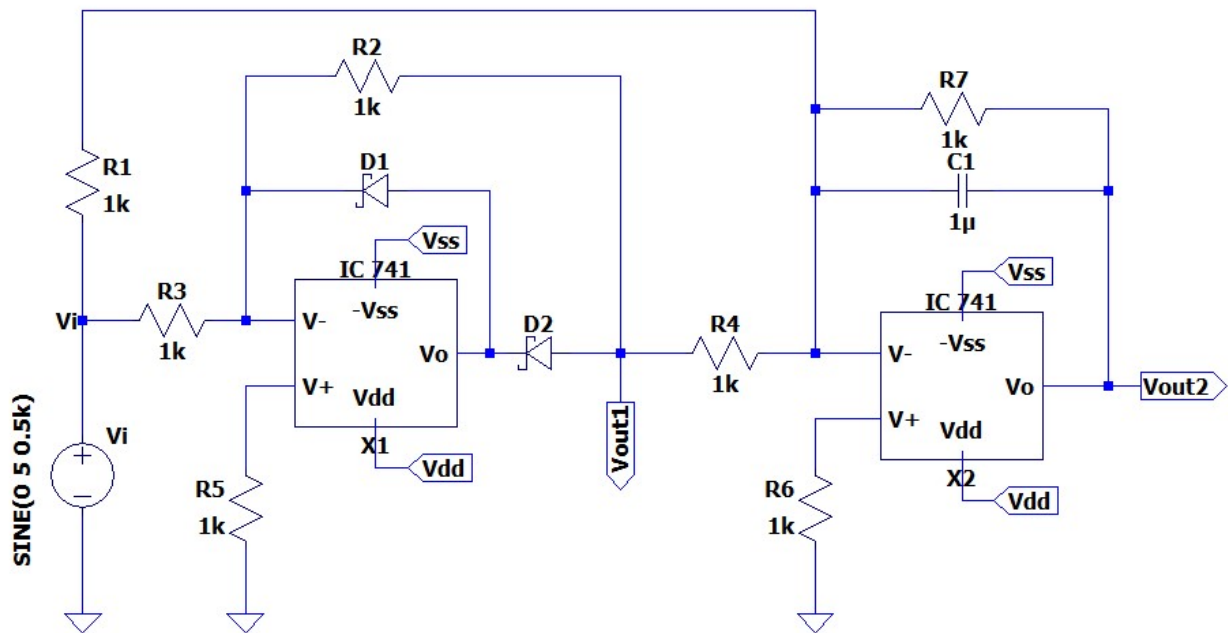 R2
1k
R7
1k
R1
1k
D1
C1
1µ
Vss
IC 741
-Vss
V-
Vo
V+
Vdd
X1
Vdd
R3
1k
Vi
D2
R4
1k
Vss
IC 741
-Vss
V-
Vo
V+
Vdd
X2
Vdd
Vout2
Vout1
Vi
SINE(0 5 0.5k)
R5
1k
R6
1k